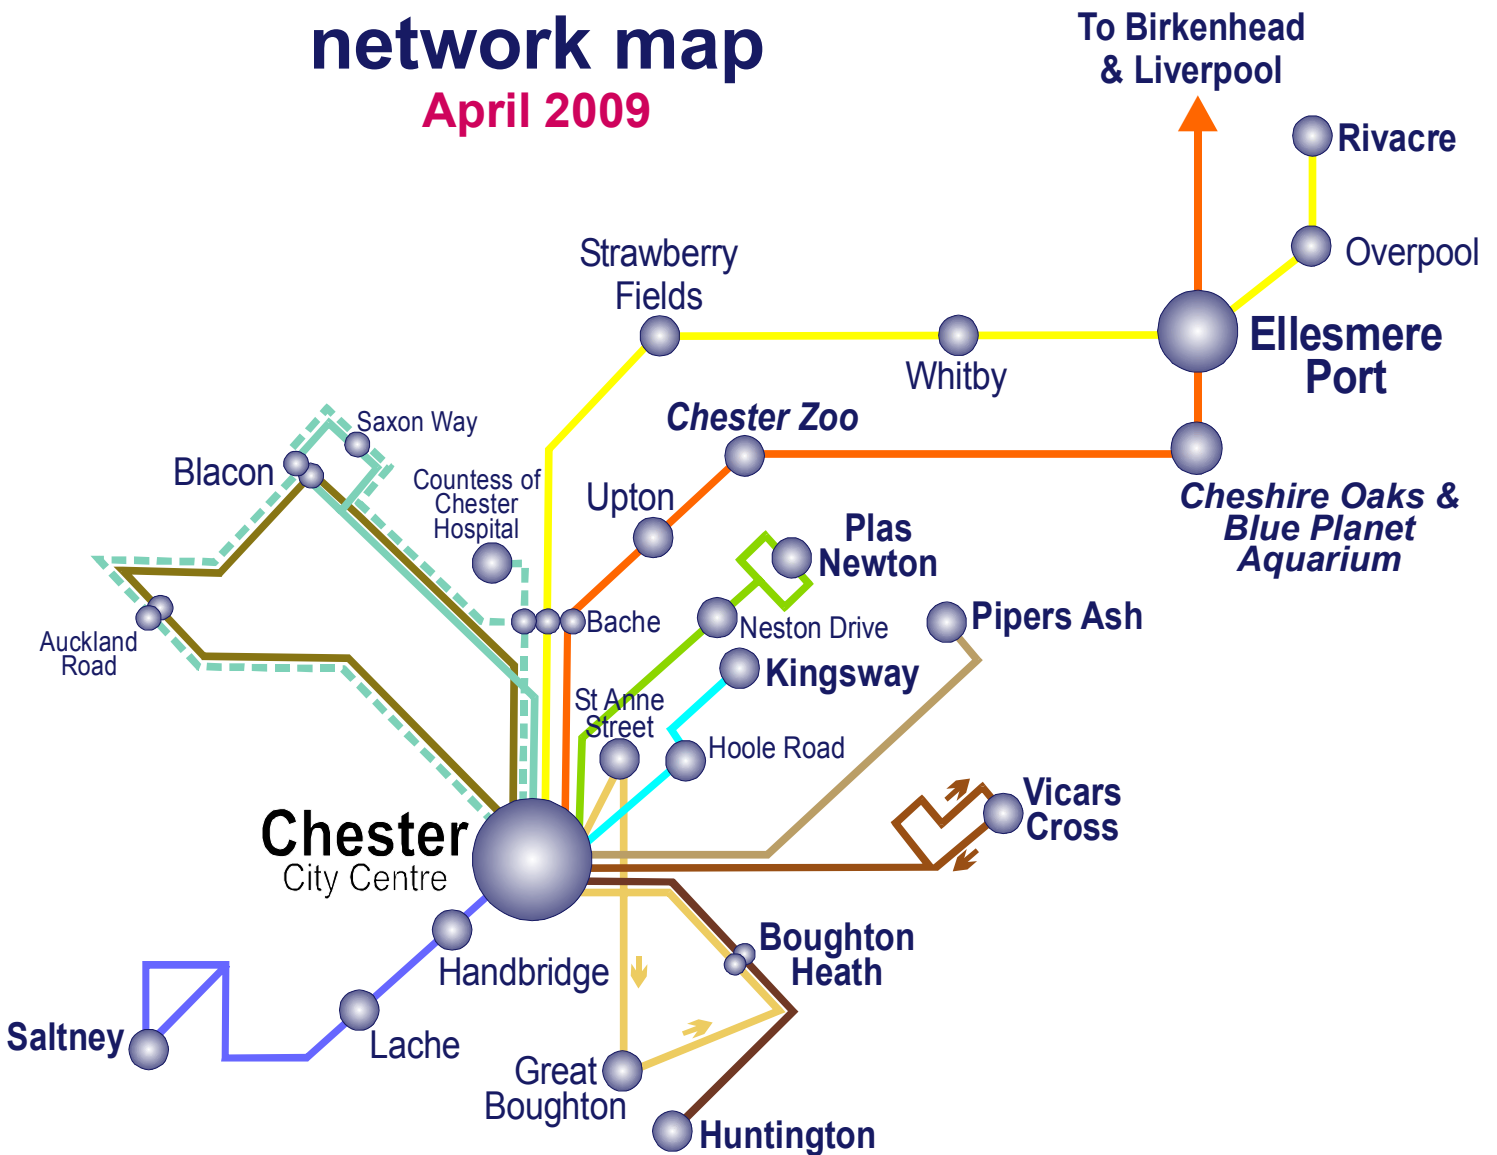 network map
April 2009
To Birkenhead
& Liverpool
Rivacre
Overpool
Strawberry
Fields
Ellesmere
Port
Whitby
Chester Zoo
Saxon Way
Blacon
Countess of
Chester
Hospital
Upton
Cheshire Oaks &
Blue Planet
Aquarium
Plas
Newton
Bache
Neston Drive
Pipers Ash
Auckland
Road
Kingsway
St Anne
Street
Hoole Road
Vicars
Cross
Chester
City Centre
Handbridge
Boughton
Heath
Saltney
Lache
Great
Boughton
Huntington